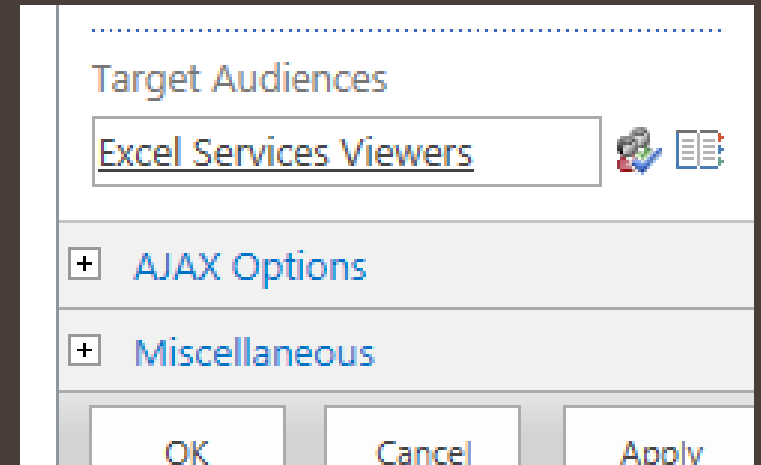 Target Audiences
Excel Services Viewers
AJAX Options
Miscellaneous
OK Cancel Apply